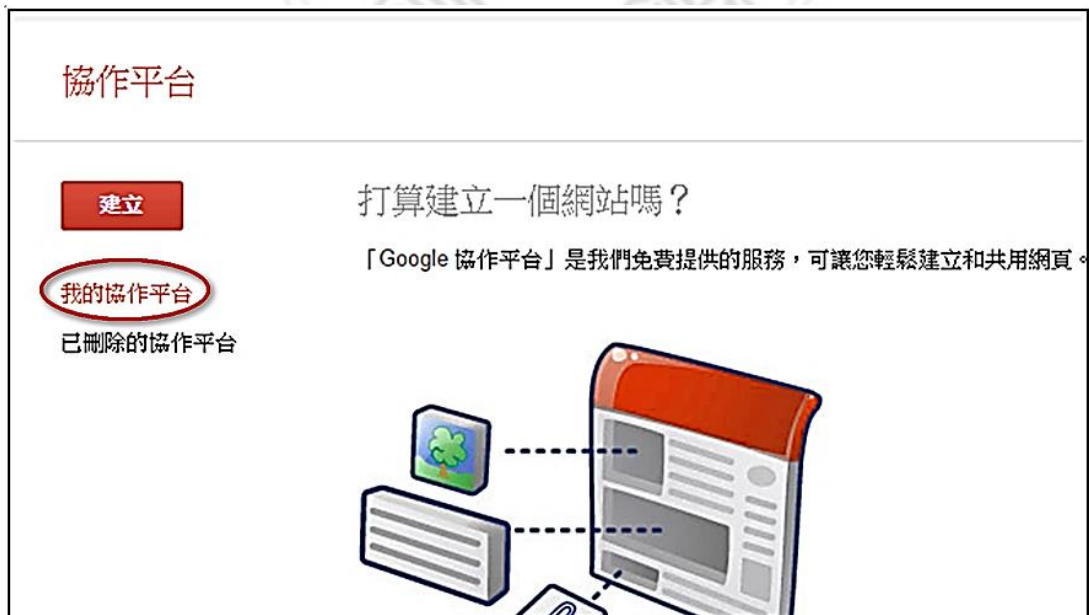 協作平台
建立
打算建立一個網站嗎？
「Google 協作平台」是我們免費提供的服務，可讓您輕鬆建立和共用網頁。
我的協作平台
已刪除的協作平台